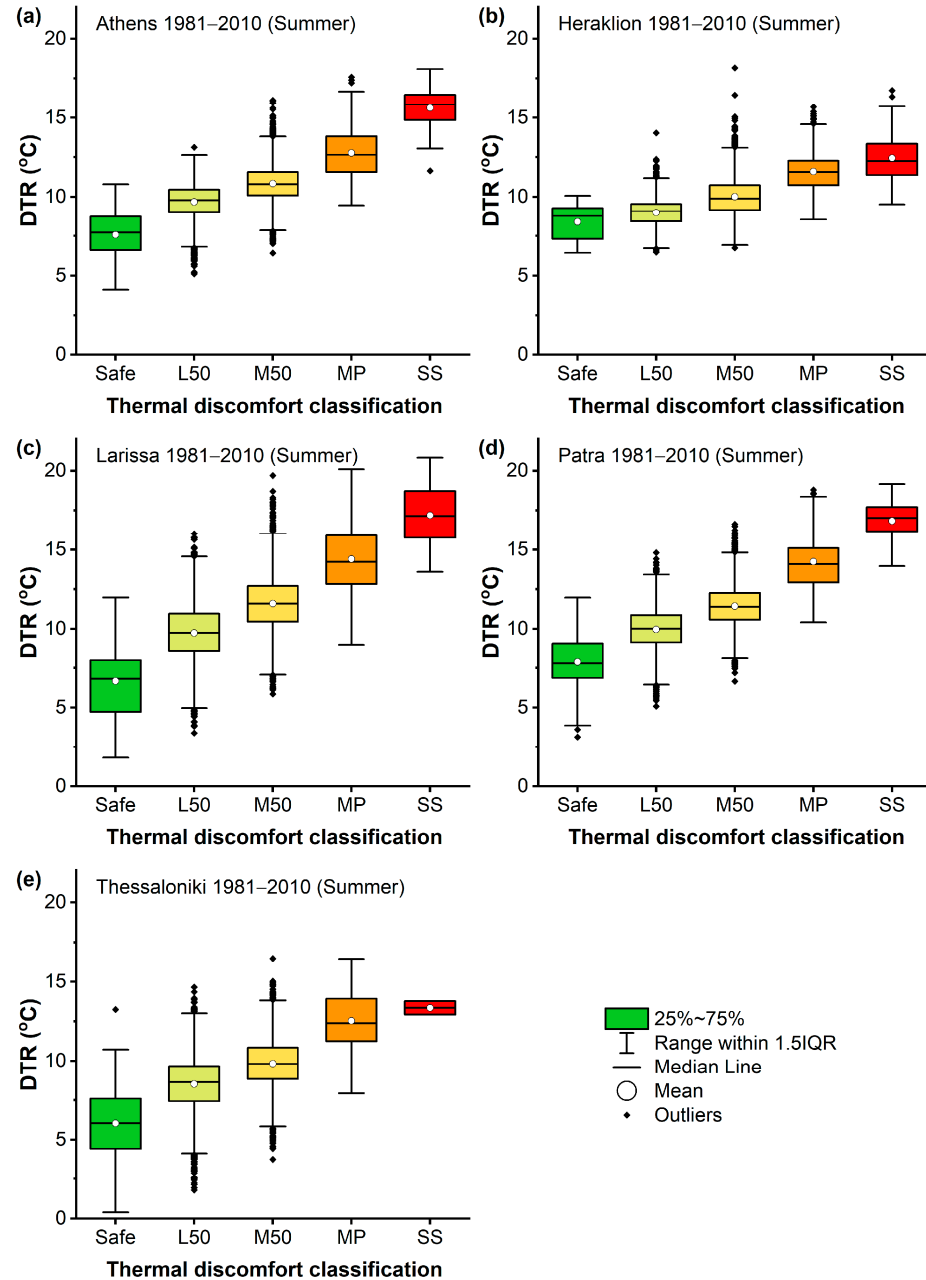 (a)
Athens 1981–2010 (Summer)
20
15
10
5
0
DTR (°C)
Safe L50 M50 MP SS
Thermal discomfort classification
(b)
Heraklion 1981–2010 (Summer)
20
15
10
5
0
DTR (°C)
Safe L50 M50 MP SS
Thermal discomfort classification
(c)
Larissa 1981–2010 (Summer)
20
15
10
5
0
DTR (°C)
Safe L50 M50 MP SS
Thermal discomfort classification
(d)
Patra 1981–2010 (Summer)
20
15
10
5
0
DTR (°C)
Safe L50 M50 MP SS
Thermal discomfort classification
(e)
Thessaloniki 1981–2010 (Summer)
20
15
10
5
0
DTR (°C)
Safe L50 M50 MP SS
Thermal discomfort classification
25%~75%
Range within 1.5IQR
Median Line
Mean
Outliers